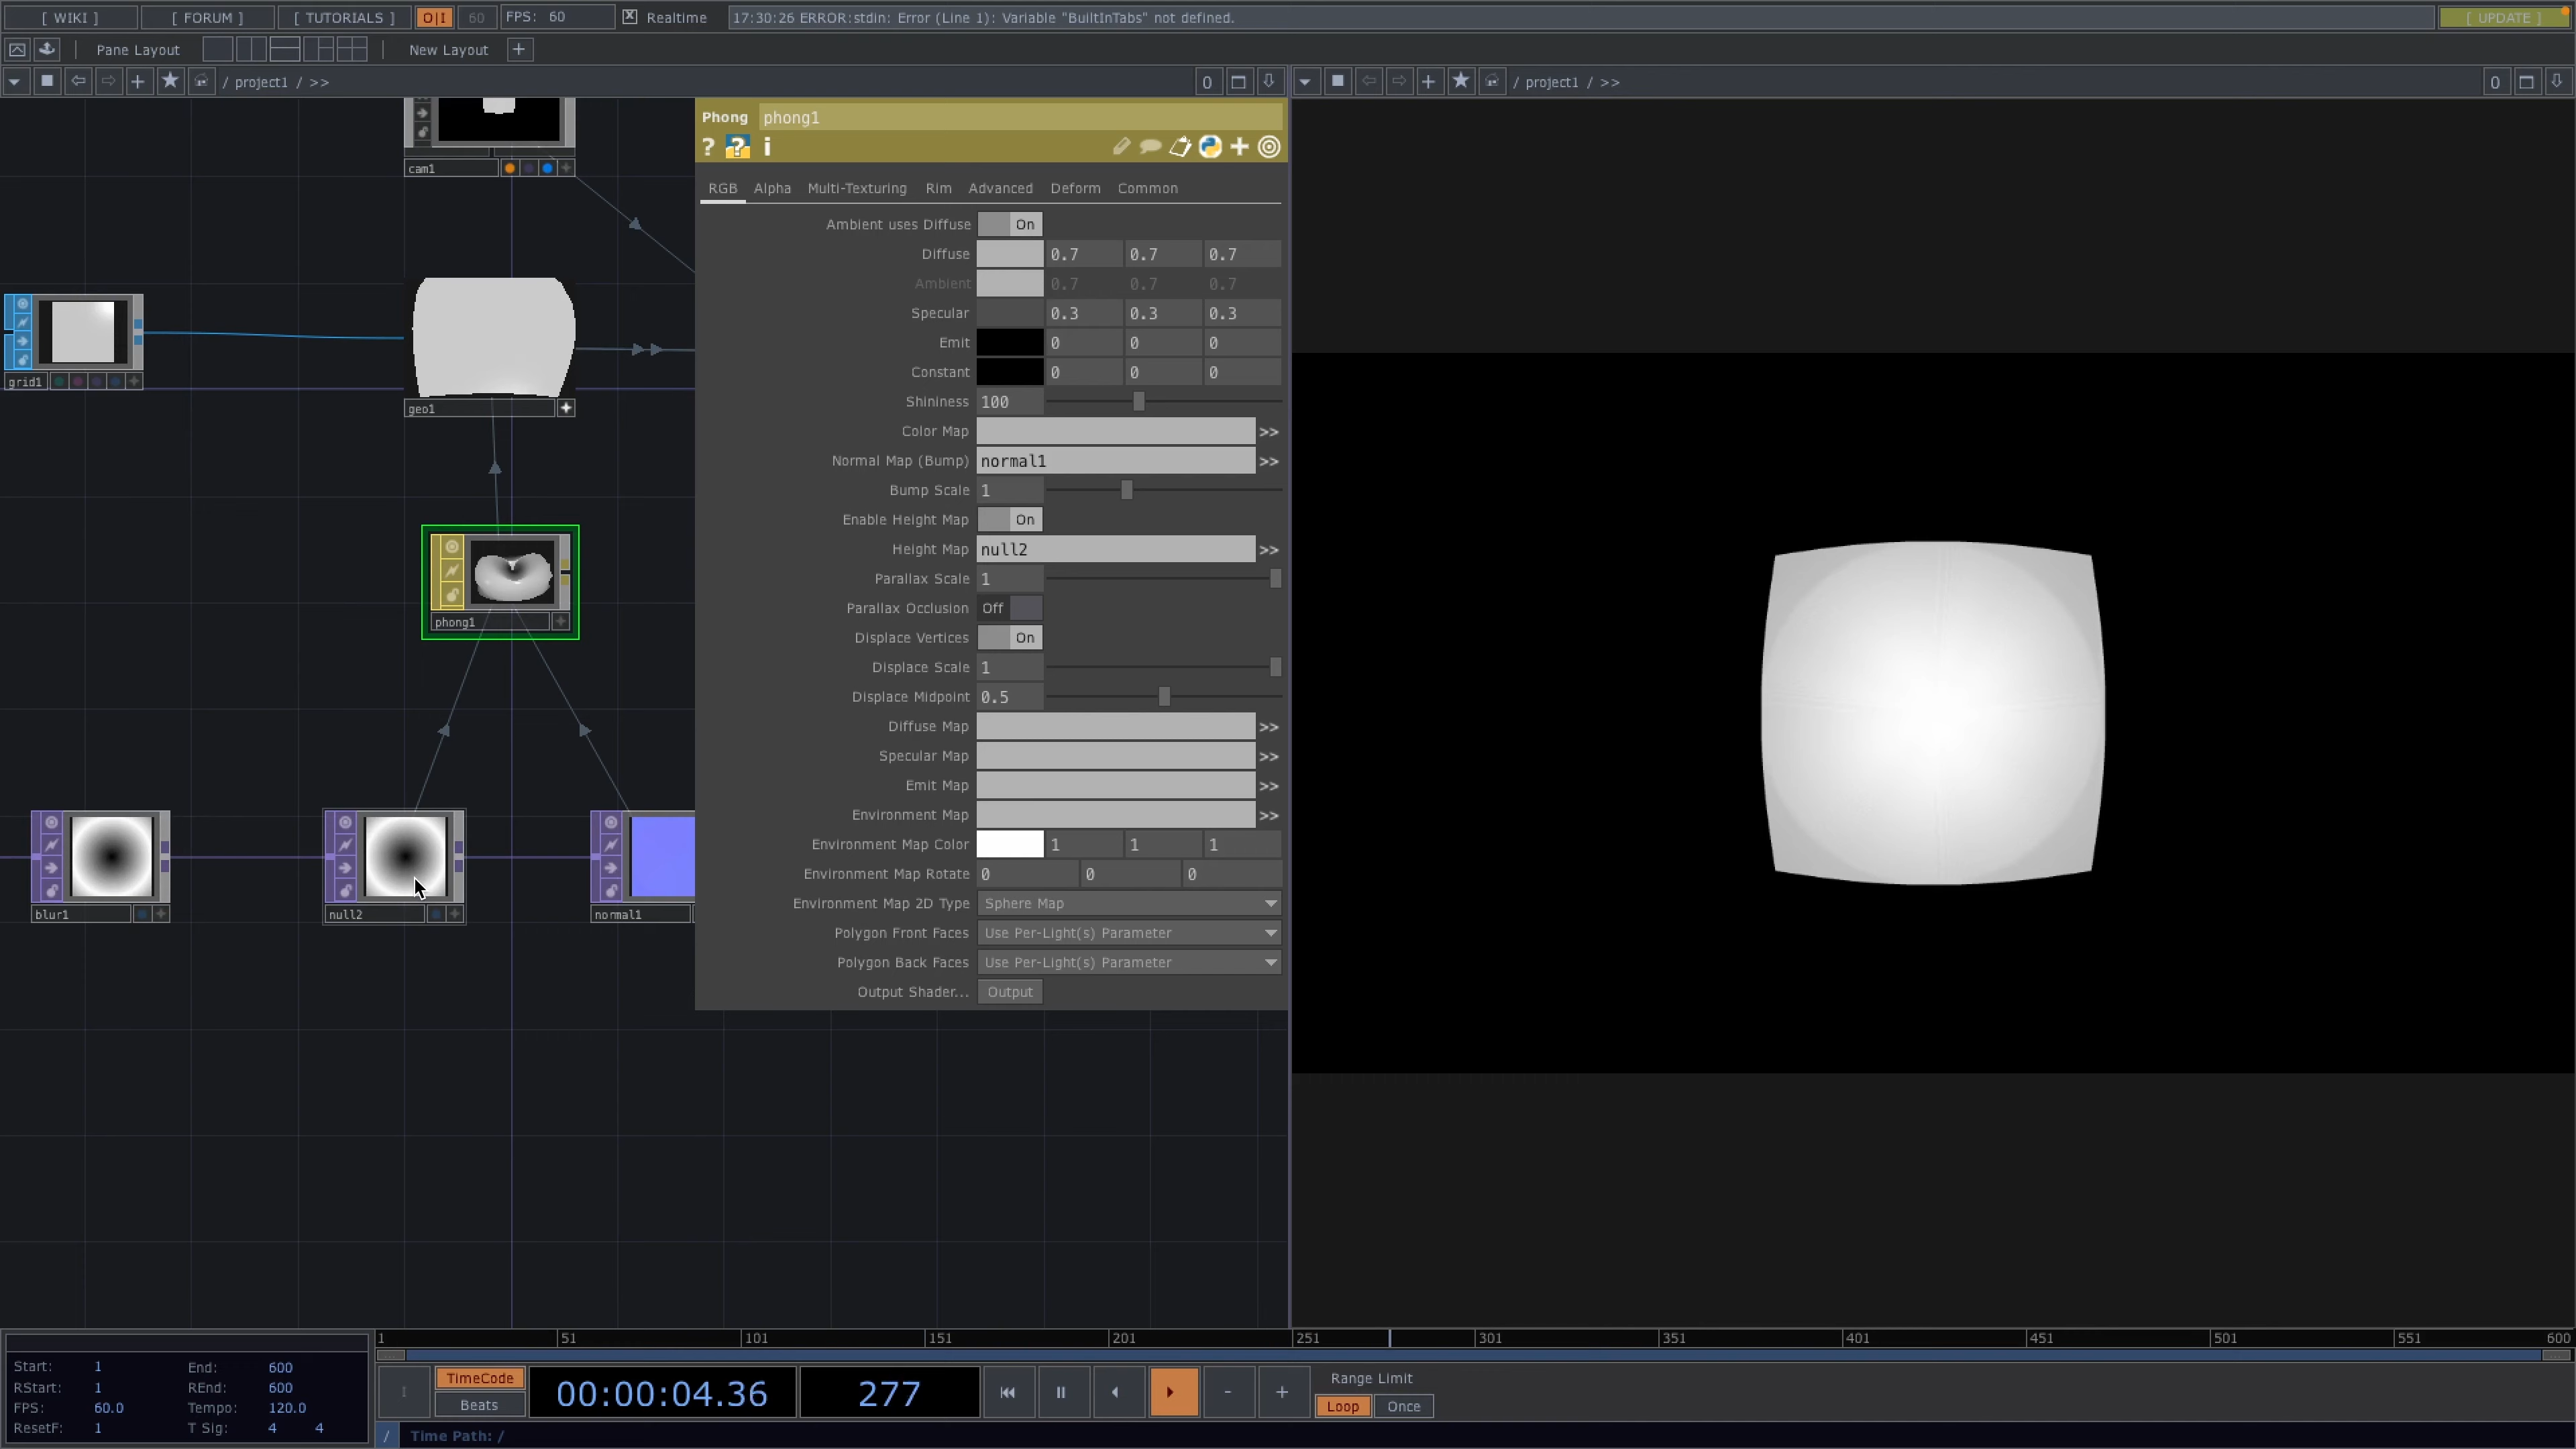 [ WIKI ] [ FORUM ] [ TUTORIALS ] O|I 60 FPS: 60 X Realtime 17:30:26 ERROR:stdin: Error (Line 1): Variable "BuiltInTabs" not defined. [ UPDATE ]
Pane Layout New Layout +
/ project1 / >> 0 / project1 / >> 0
Phong phong1
? ? i
cam1
RGB Alpha Multi-Texturing Rim Advanced Deform Common
Ambient uses Diffuse On
Diffuse 0.7 0.7 0.7
Ambient 0.7 0.7 0.7
Specular 0.3 0.3 0.3
Emit 0 0 0
Constant 0 0 0
grid1
Shininess 100
geo1
Color Map >>
Normal Map (Bump) normal1 >>
Bump Scale 1
Enable Height Map On
Height Map null2 >>
Parallax Scale 1
Parallax Occlusion Off
phong1
Displace Vertices On
Displace Scale 1
Displace Midpoint 0.5
Diffuse Map >>
Specular Map >>
Emit Map >>
Environment Map >>
Environment Map Color 1 1 1
Environment Map Rotate 0 0 0
Environment Map 2D Type Sphere Map
blur1 null2 normal1
Polygon Front Faces Use Per-Light(s) Parameter
Polygon Back Faces Use Per-Light(s) Parameter
Output Shader... Output
1 51 101 151 201 251 301 351 401 451 501 551 600
Start: 1 End: 600
RStart: 1 REnd: 600
FPS: 60.0 Tempo: 120.0
ResetF: 1 T Sig: 4 4
TimeCode
Beats
00:00:04.36 277 - +
Range Limit
Loop Once
/ Time Path: /